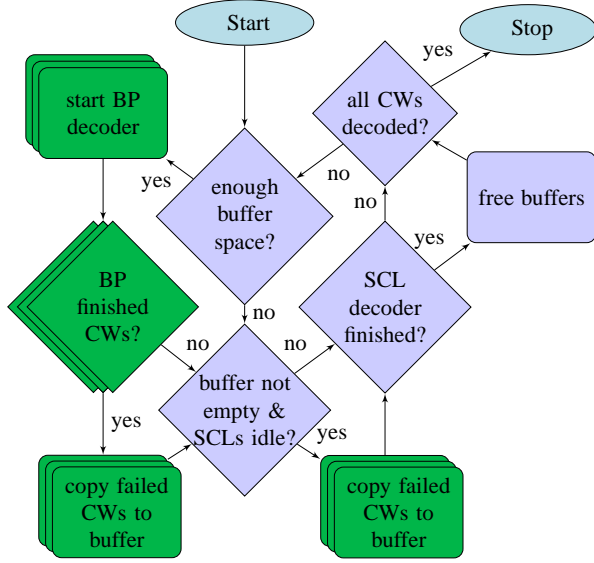 Start
Stop
yes
start BP
decoder
all CWs
decoded?
yes
no
enough
buffer
space?
no
free buffers
BP
finished
CWs?
no
yes
SCL
decoder
finished?
no
no
buffer not
empty &
SCLs idle?
yes
yes
copy failed
CWs to
buffer
copy failed
CWs to
buffer